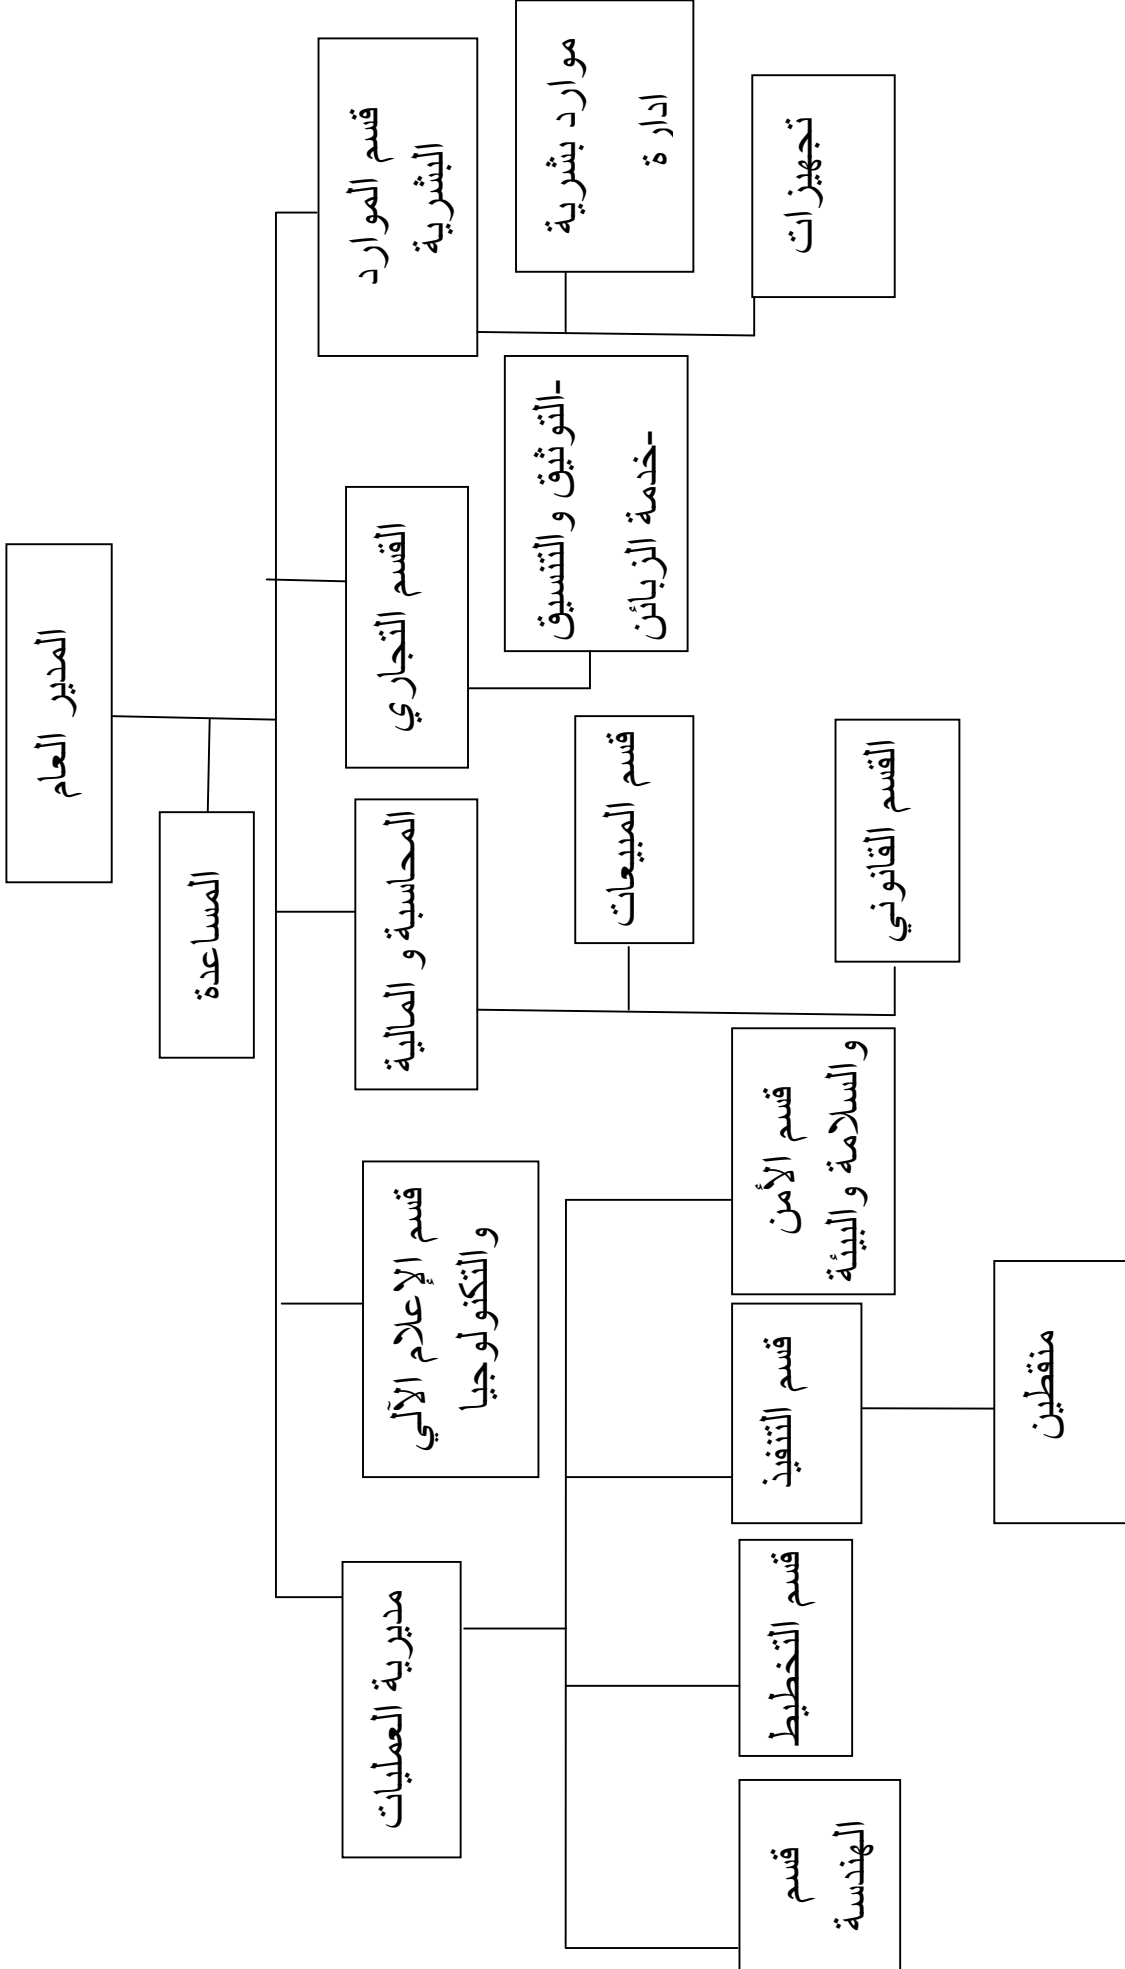 المدير العام
المساعدة
قسم الموارد
البشرية
القسم التجاري
المحاسبة و المالية
قسم الإعلام الآلي
و التكنولوجيا
مديرية العمليات
موارد بشرية
ادارة
تجهيزات
-التوثيق و التنسيق
-خدمة الزبائن
قسم المبيعات
القسم القانوني
قسم الأمن
و السلامة و البيئة
قسم التنفيذ
قسم التخطيط
قسم
الهندسة
منقطين